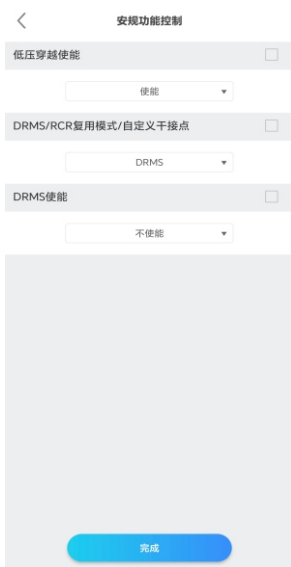 安规功能控制
低压穿越使能
使能
DRMS/RCR复用模式/自定义干接点
DRMS
DRMS使能
不使能
完成